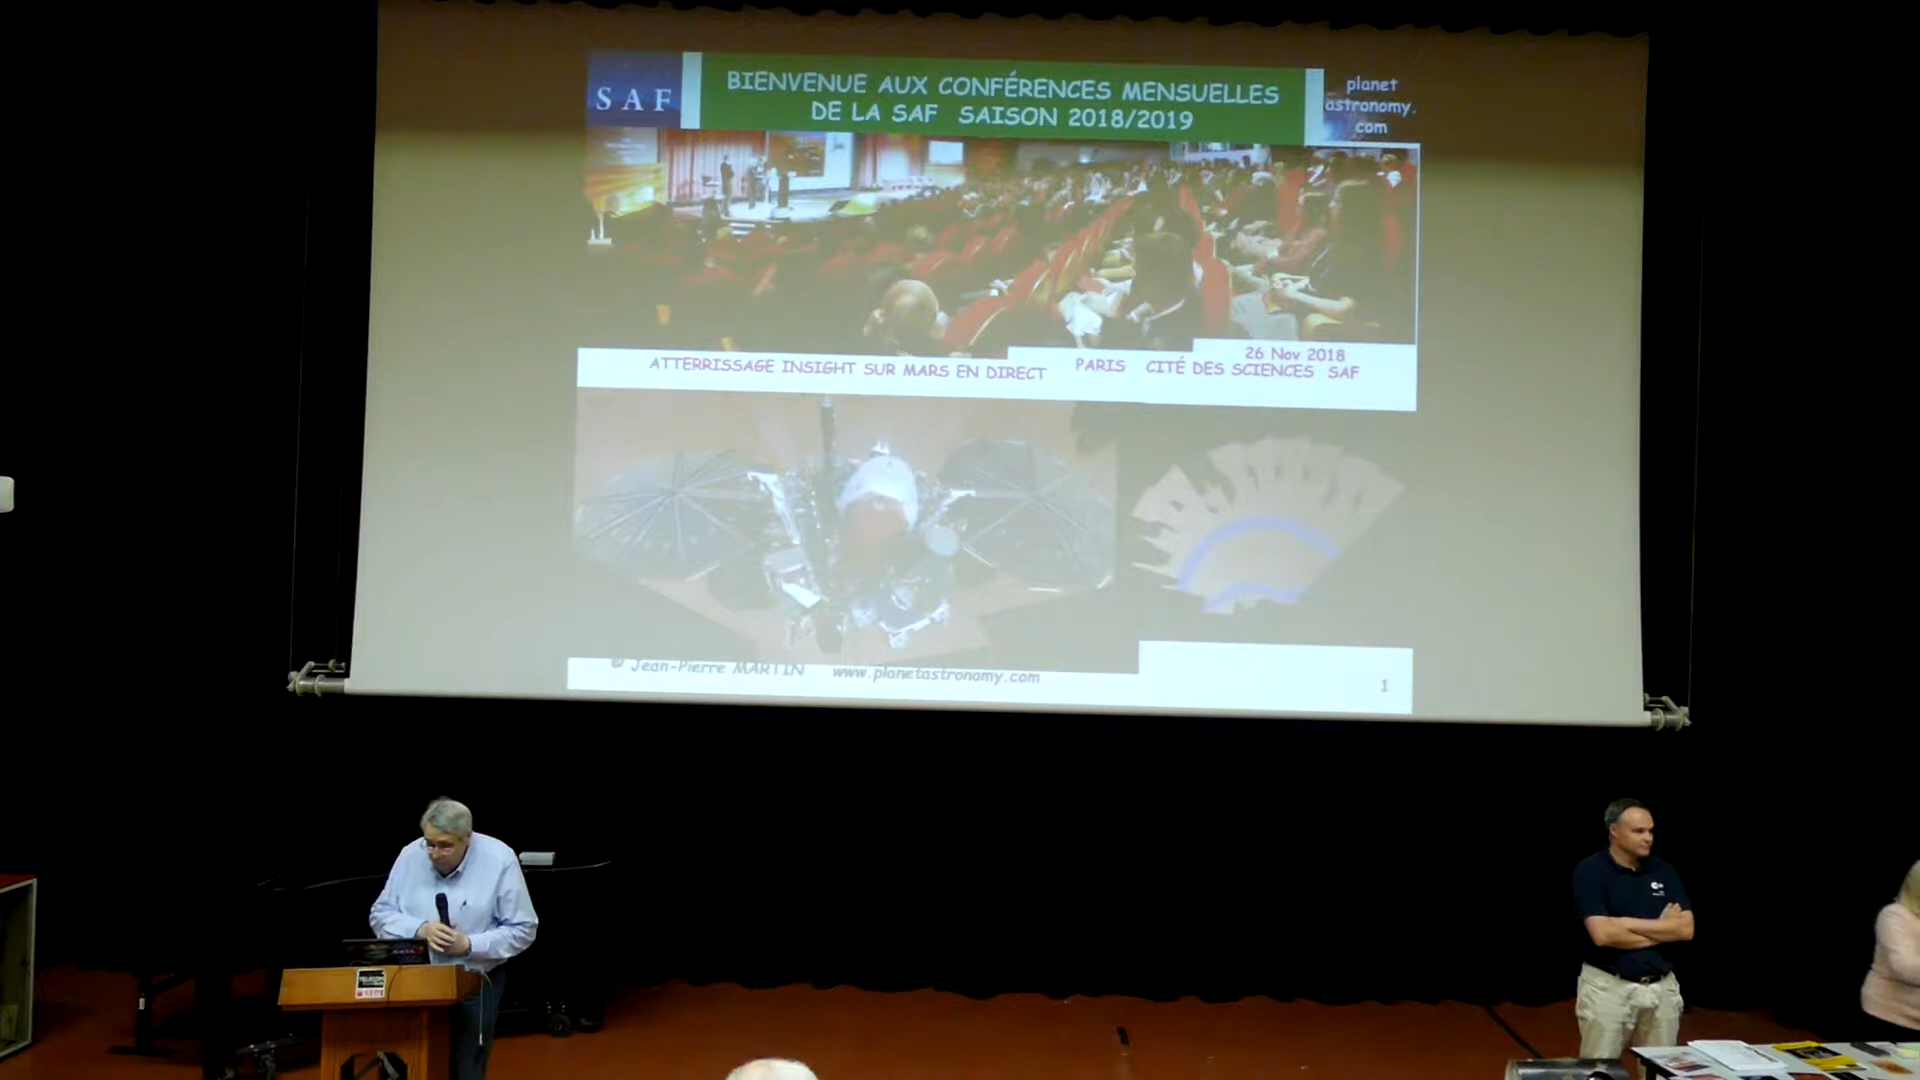 SAF
BIENVENUE AUX CONFÉRENCES MENSUELLES
DE LA SAF SAISON 2018/2019
planet
astronomy.
com
26 Nov 2018
ATTERRISSAGE INSIGHT SUR MARS EN DIRECT PARIS CITÉ DES SCIENCES SAF
© Jean-Pierre MARTIN www.planetastronomy.com
1